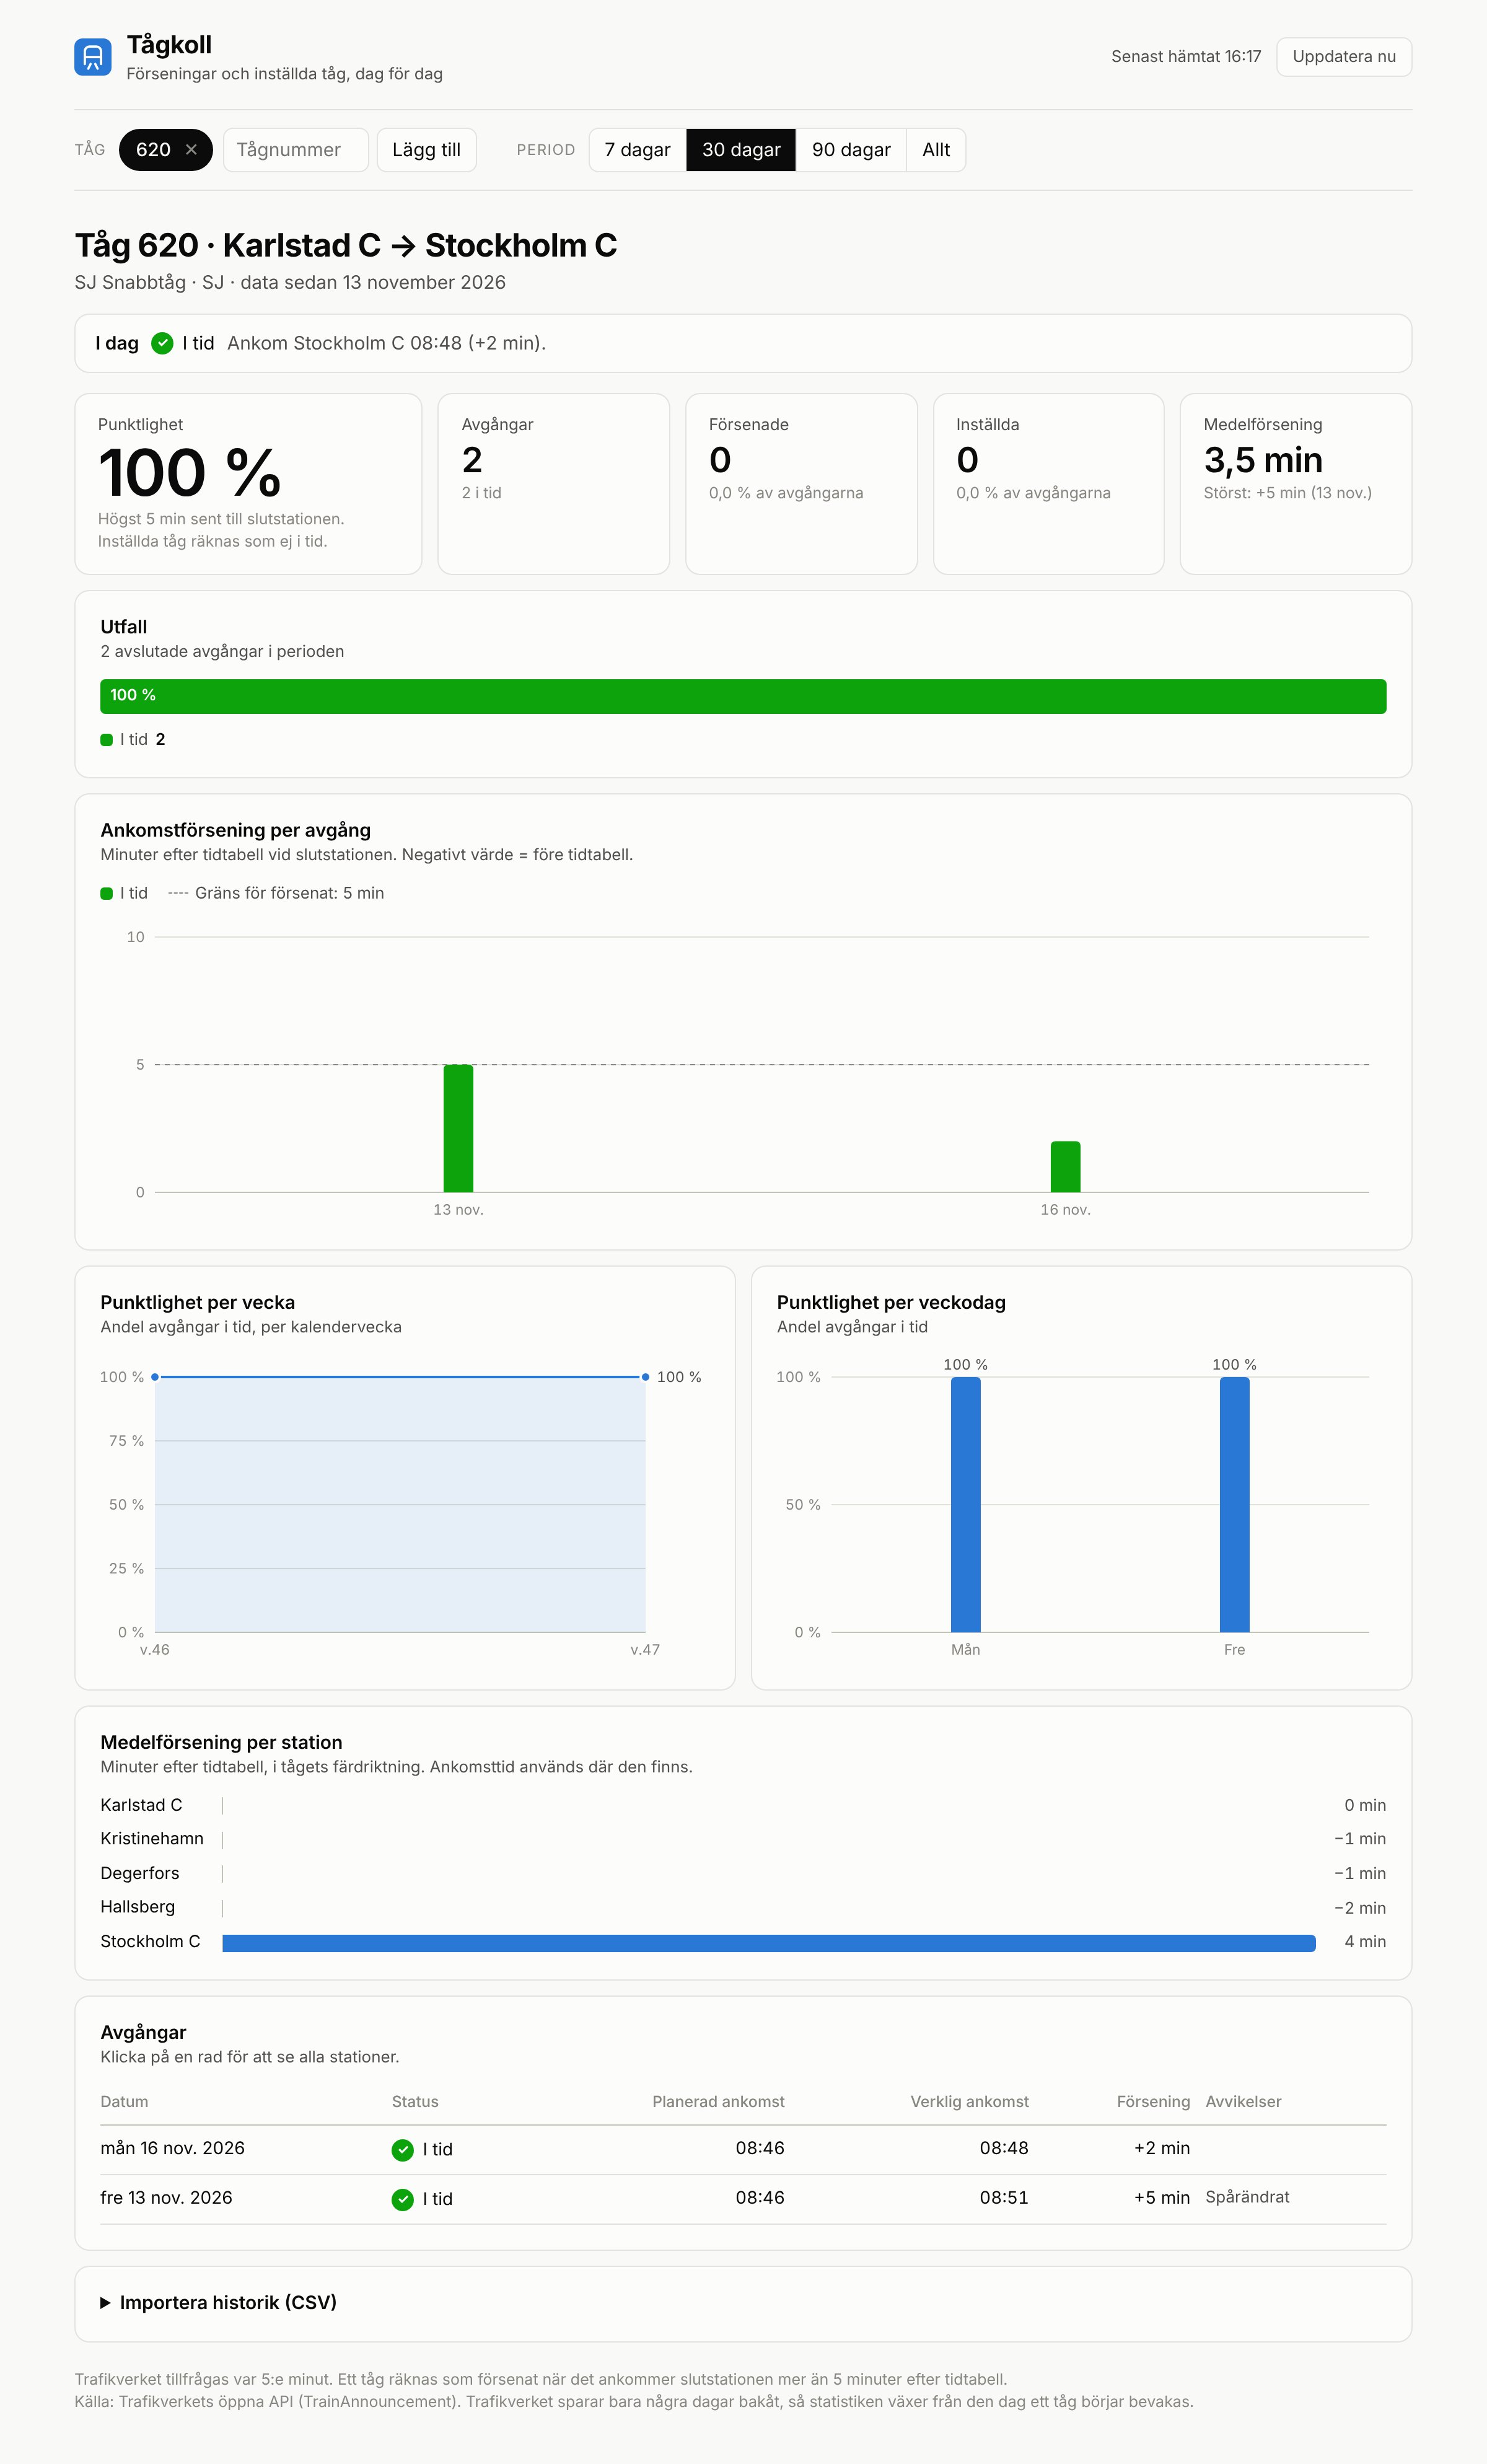 Tågkoll
Förseningar och inställda tåg, dag för dag
Senast hämtat 16:17
Uppdatera nu
TÅG
620 ✕
Tågnummer
Lägg till
PERIOD
7 dagar
30 dagar
90 dagar
Allt
Tåg 620 · Karlstad C → Stockholm C
SJ Snabbtåg · SJ · data sedan 13 november 2026
I dag I tid Ankom Stockholm C 08:48 (+2 min).
Punktlighet
100 %
Högst 5 min sent till slutstationen.
Inställda tåg räknas som ej i tid.
Avgångar
2
2 i tid
Försenade
0
0,0 % av avgångarna
Inställda
0
0,0 % av avgångarna
Medelförsening
3,5 min
Störst: +5 min (13 nov.)
Utfall
2 avslutade avgångar i perioden
100 %
I tid 2
Ankomstförsening per avgång
Minuter efter tidtabell vid slutstationen. Negativt värde = före tidtabell.
I tid ---- Gräns för försenat: 5 min
10
5
0
13 nov.
16 nov.
Punktlighet per vecka
Andel avgångar i tid, per kalendervecka
100 %
100 %
75 %
50 %
25 %
0 %
v.46
v.47
Punktlighet per veckodag
Andel avgångar i tid
100 %
100 %
100 %
50 %
0 %
Mån
Fre
Medelförsening per station
Minuter efter tidtabell, i tågets färdriktning. Ankomsttid används där den finns.
Karlstad C 0 min
Kristinehamn −1 min
Degerfors −1 min
Hallsberg −2 min
Stockholm C 4 min
Avgångar
Klicka på en rad för att se alla stationer.
Datum Status Planerad ankomst Verklig ankomst Försening Avvikelser
mån 16 nov. 2026 I tid 08:46 08:48 +2 min
fre 13 nov. 2026 I tid 08:46 08:51 +5 min Spårändrat
Importera historik (CSV)
Trafikverket tillfrågas var 5:e minut. Ett tåg räknas som försenat när det ankommer slutstationen mer än 5 minuter efter tidtabell.
Källa: Trafikverkets öppna API (TrainAnnouncement). Trafikverket sparar bara några dagar bakåt, så statistiken växer från den dag ett tåg börjar bevakas.